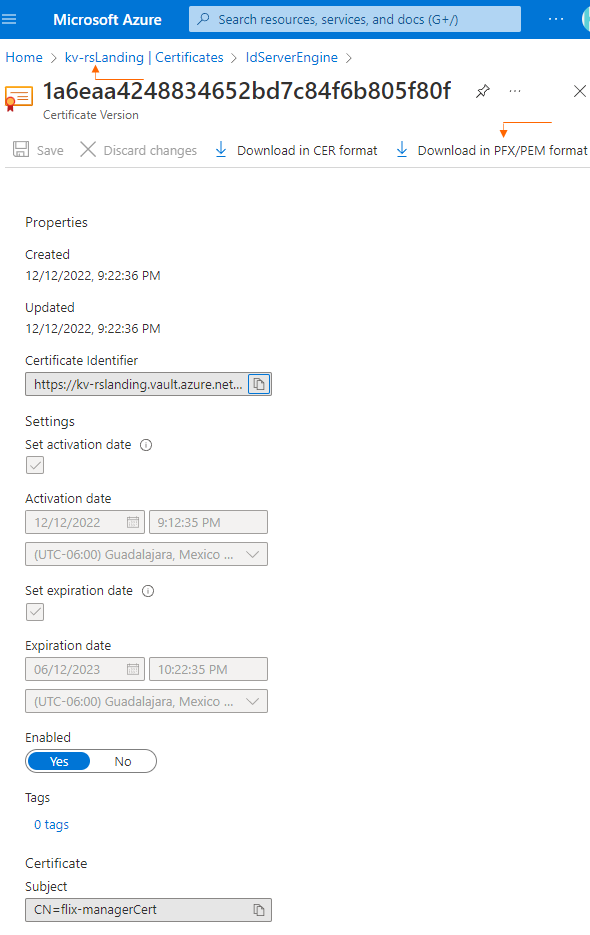 Microsoft Azure
Search resources, services, and docs (G+/)
Home > kv-rsLanding | Certificates > IdServerEngine >
1a6eaa4248834652bd7c84f6b805f80f
Certificate Version
Save Discard changes Download in CER format Download in PFX/PEM format
Properties
Created
12/12/2022, 9:22:36 PM
Updated
12/12/2022, 9:22:36 PM
Certificate Identifier
https://kv-rslanding.vault.azure.net...
Settings
Set activation date
Activation date
12/12/2022 9:12:35 PM
(UTC-06:00) Guadalajara, Mexico ...
Set expiration date
Expiration date
06/12/2023 10:22:35 PM
(UTC-06:00) Guadalajara, Mexico ...
Enabled
Yes No
Tags
0 tags
Certificate
Subject
CN=flix-managerCert